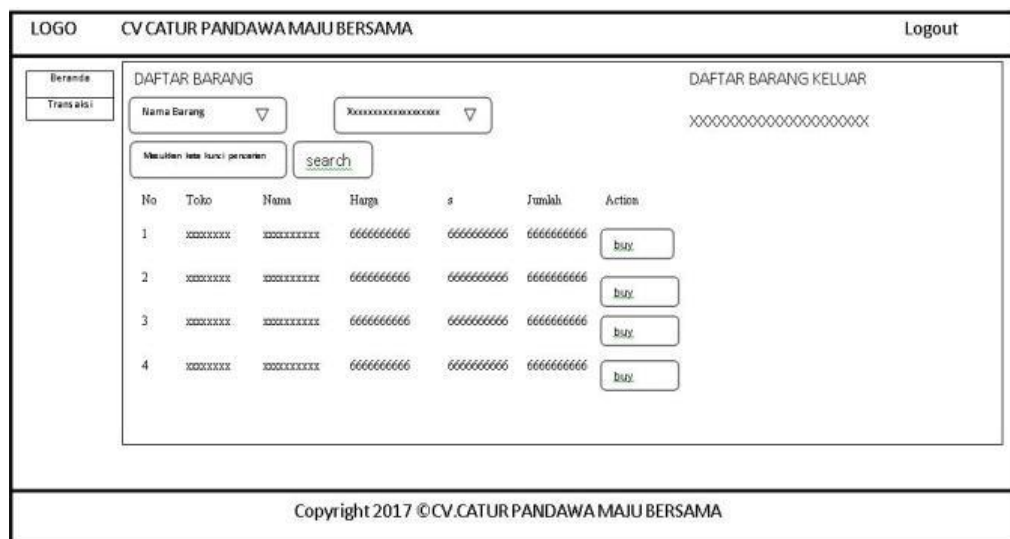 LOGO CV CATUR PANDAWA MAJU BERSAMA Logout
Beranda
Transaksi
DAFTAR BARANG
DAFTAR BARANG KELUAR
Nama Barang
Xxxxxxxxxxxxxxxxxx
XXXXXXXXXXXXXXXXXXXXX
Masukkan kata kunci pencarian
search
No Toko Nama Harga s Jumlah Action
1 xxxxxxxx xxxxxxxxxx 6666666666 6666666666 6666666666 buy
2 xxxxxxxx xxxxxxxxxx 6666666666 6666666666 6666666666 buy
3 xxxxxxxx xxxxxxxxxx 6666666666 6666666666 6666666666 buy
4 xxxxxxxx xxxxxxxxxx 6666666666 6666666666 6666666666 buy
Copyright 2017 ©CV.CATUR PANDAWA MAJU BERSAMA